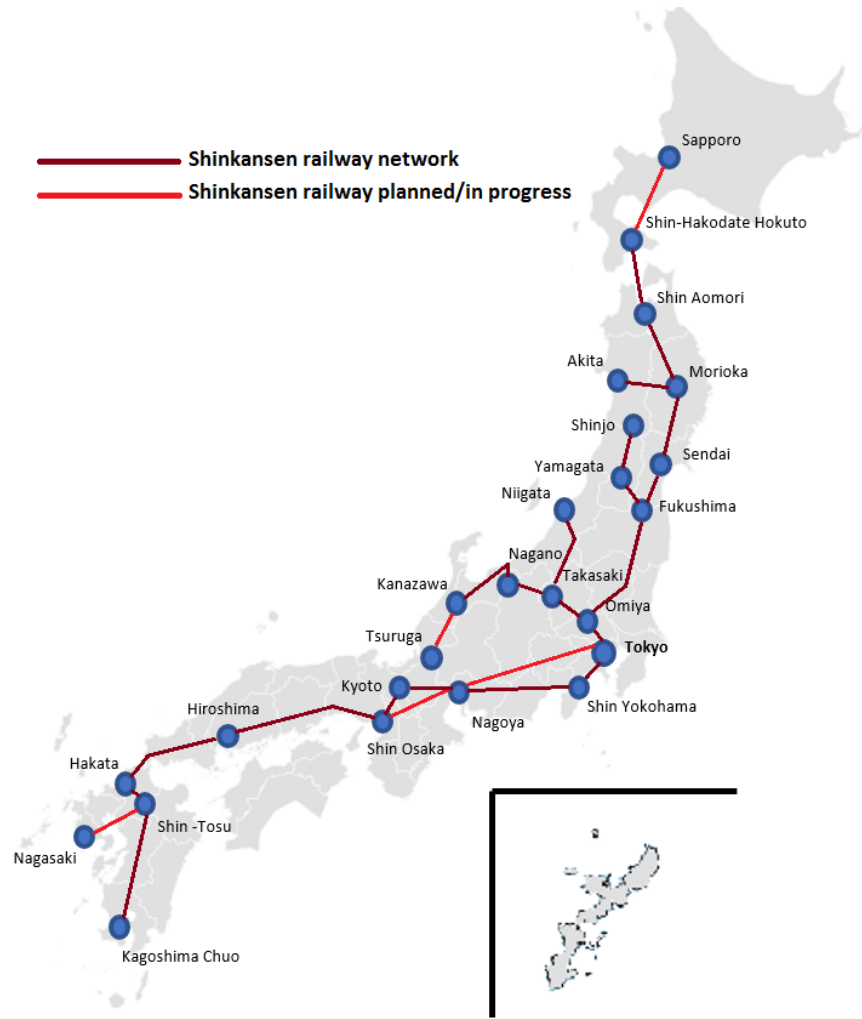 Shinkansen railway network
Shinkansen railway planned/in progress
Sapporo
Shin-Hakodate Hokuto
Shin Aomori
Akita
Morioka
Shinjo
Sendai
Yamagata
Niigata
Fukushima
Nagano
Takasaki
Kanazawa
Omiya
Tsuruga
Tokyo
Kyoto
Hiroshima
Shin Yokohama
Nagoya
Shin Osaka
Hakata
Shin -Tosu
Nagasaki
Kagoshima Chuo